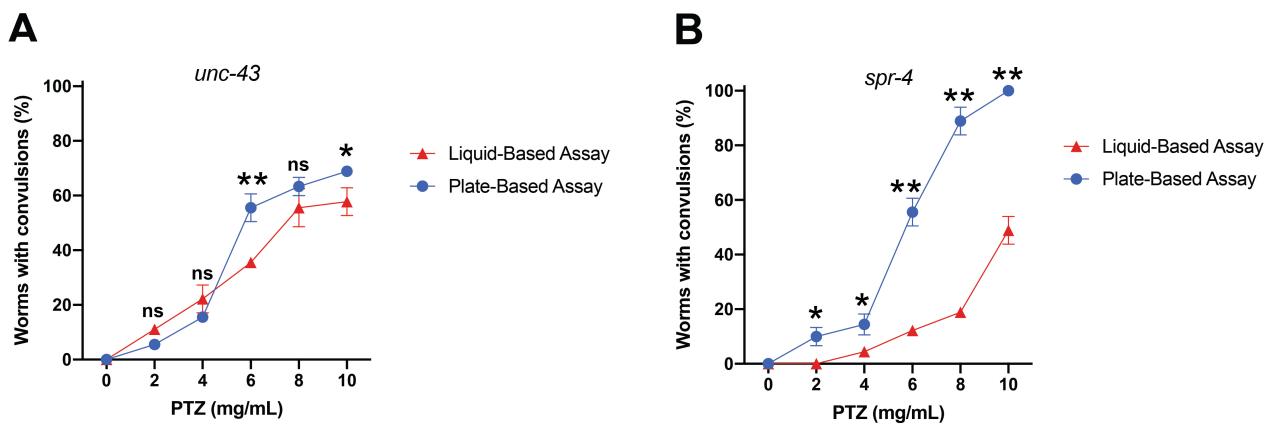 A
unc-43
Worms with convulsions (%)
100
80
60
40
20
0
ns
ns
**
ns
*
0 2 4 6 8 10
PTZ (mg/mL)
Liquid-Based Assay
Plate-Based Assay
B
spr-4
Worms with convulsions (%)
100
80
60
40
20
0
*
*
**
**
**
0 2 4 6 8 10
PTZ (mg/mL)
Liquid-Based Assay
Plate-Based Assay